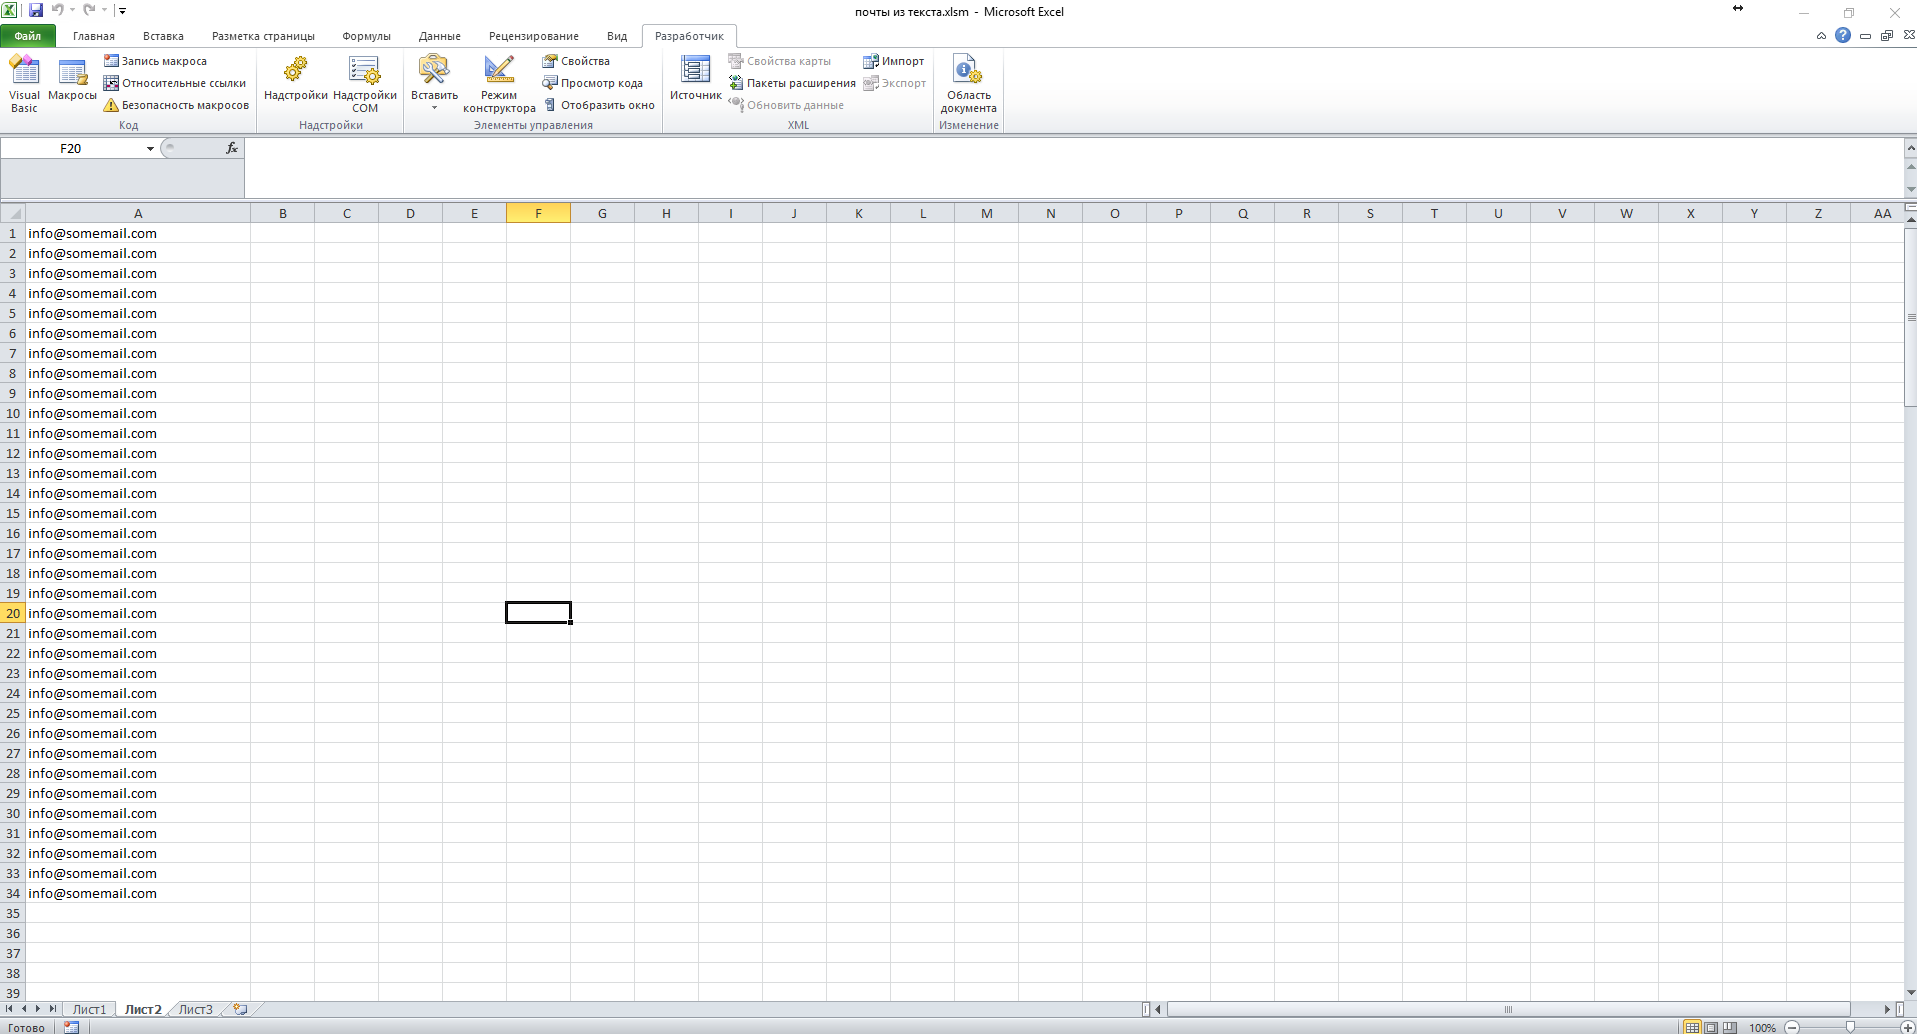 почты из текста.xlsm - Microsoft Excel
Файл Главная Вставка Разметка страницы Формулы Данные Рецензирование Вид Разработчик
Visual Basic
Макросы
Запись макроса
Относительные ссылки
Безопасность макросов
Код
Надстройки
Надстройки COM
Надстройки
Вставить
Режим конструктора
Свойства
Просмотр кода
Отобразить окно
Элементы управления
Источник
Свойства карты
Пакеты расширения
Обновить данные
Импорт
Экспорт
XML
Область документа
Изменение
F20 fx
A B C D E F G H I J K L M N O P Q R S T U V W X Y Z AA
1 info@somemail.com
2 info@somemail.com
3 info@somemail.com
4 info@somemail.com
5 info@somemail.com
6 info@somemail.com
7 info@somemail.com
8 info@somemail.com
9 info@somemail.com
10 info@somemail.com
11 info@somemail.com
12 info@somemail.com
13 info@somemail.com
14 info@somemail.com
15 info@somemail.com
16 info@somemail.com
17 info@somemail.com
18 info@somemail.com
19 info@somemail.com
20 info@somemail.com
21 info@somemail.com
22 info@somemail.com
23 info@somemail.com
24 info@somemail.com
25 info@somemail.com
26 info@somemail.com
27 info@somemail.com
28 info@somemail.com
29 info@somemail.com
30 info@somemail.com
31 info@somemail.com
32 info@somemail.com
33 info@somemail.com
34 info@somemail.com
35
36
37
38
39
Лист1 Лист2 Лист3
Готово 100%